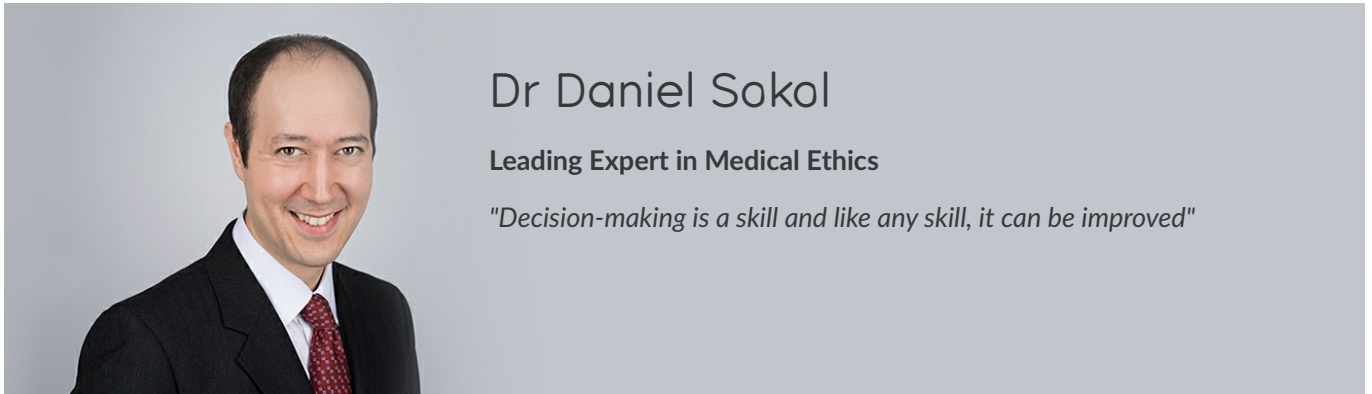 Dr Daniel Sokol
Leading Expert in Medical Ethics
"Decision-making is a skill and like any skill, it can be improved"